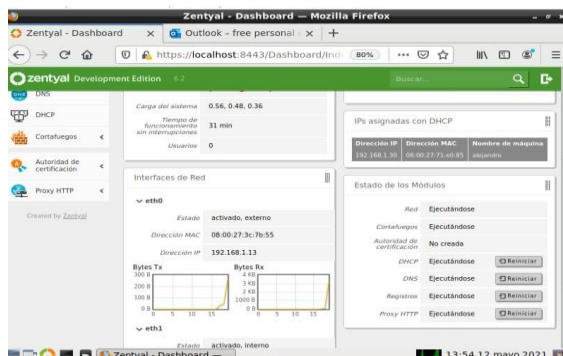 Zentyal - Dashboard — Mozilla Firefox
Zentyal - Dashboard
Outlook – free personal
https://localhost:8443/Dashboard/Ind
80%
zentyal Development Edition 6.2
Buscar...
DNS
DHCP
Cortafuegos
Autoridad de
certificación
Proxy HTTP
Created by Zentyal
Carga del sistema 0.56, 0.48, 0.36
Tiempo de
funcionamiento
sin interrupciones
31 min
Usuarios 0
Interfaces de Red
eth0
Estado activado, externo
Dirección MAC 08:00:27:3c:7b:55
Dirección IP 192.168.1.13
Bytes Tx
300 B
200 B
100 B
0 B
0 5 10 15
Bytes Rx
4 KB
3 KB
2 KB
1000 B
0 B
0 5 10 15
eth1
Estado activado, interno
IPs asignadas con DHCP
Dirección IP Dirección MAC Nombre de máquina
192.168.1.30 08:00:27:71:e0:85 alejandro
Estado de los Módulos
Red Ejecutándose
Cortafuegos Ejecutándose
Autoridad de
certificación
No creada
DHCP Ejecutándose Reiniciar
DNS Ejecutándose Reiniciar
Registros Ejecutándose Reiniciar
Proxy HTTP Ejecutándose Reiniciar
Zentyal - Dashboard —
13:54 12 mayo 2021